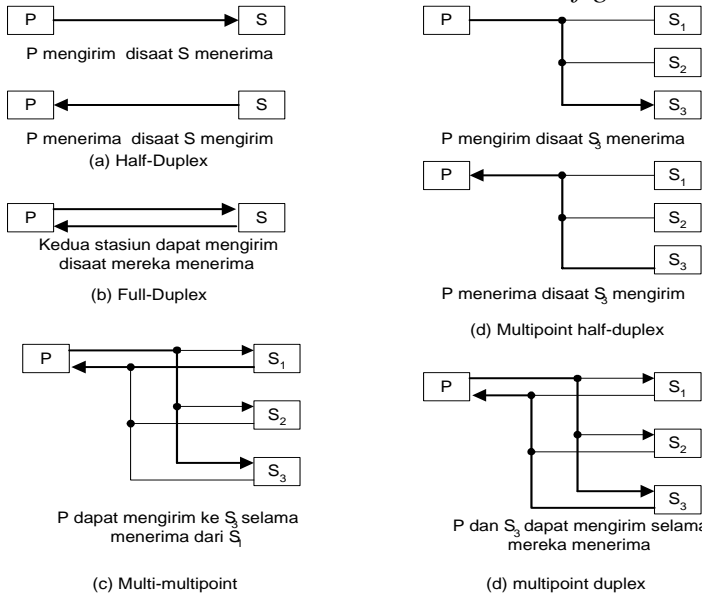 P
S
P mengirim disaat S menerima
P
S
P menerima disaat S mengirim
(a) Half-Duplex
P
S
Kedua stasiun dapat mengirim
disaat mereka menerima
(b) Full-Duplex
P
S1
S2
S3
P dapat mengirim ke S3 selama
menerima dari S1
(c) Multi-multipoint
P
S1
S2
S3
P mengirim disaat S3 menerima
P
S1
S2
S3
P menerima disaat S3 mengirim
(d) Multipoint half-duplex
P
S1
S2
S3
P dan S3 dapat mengirim selama
mereka menerima
(d) multipoint duplex